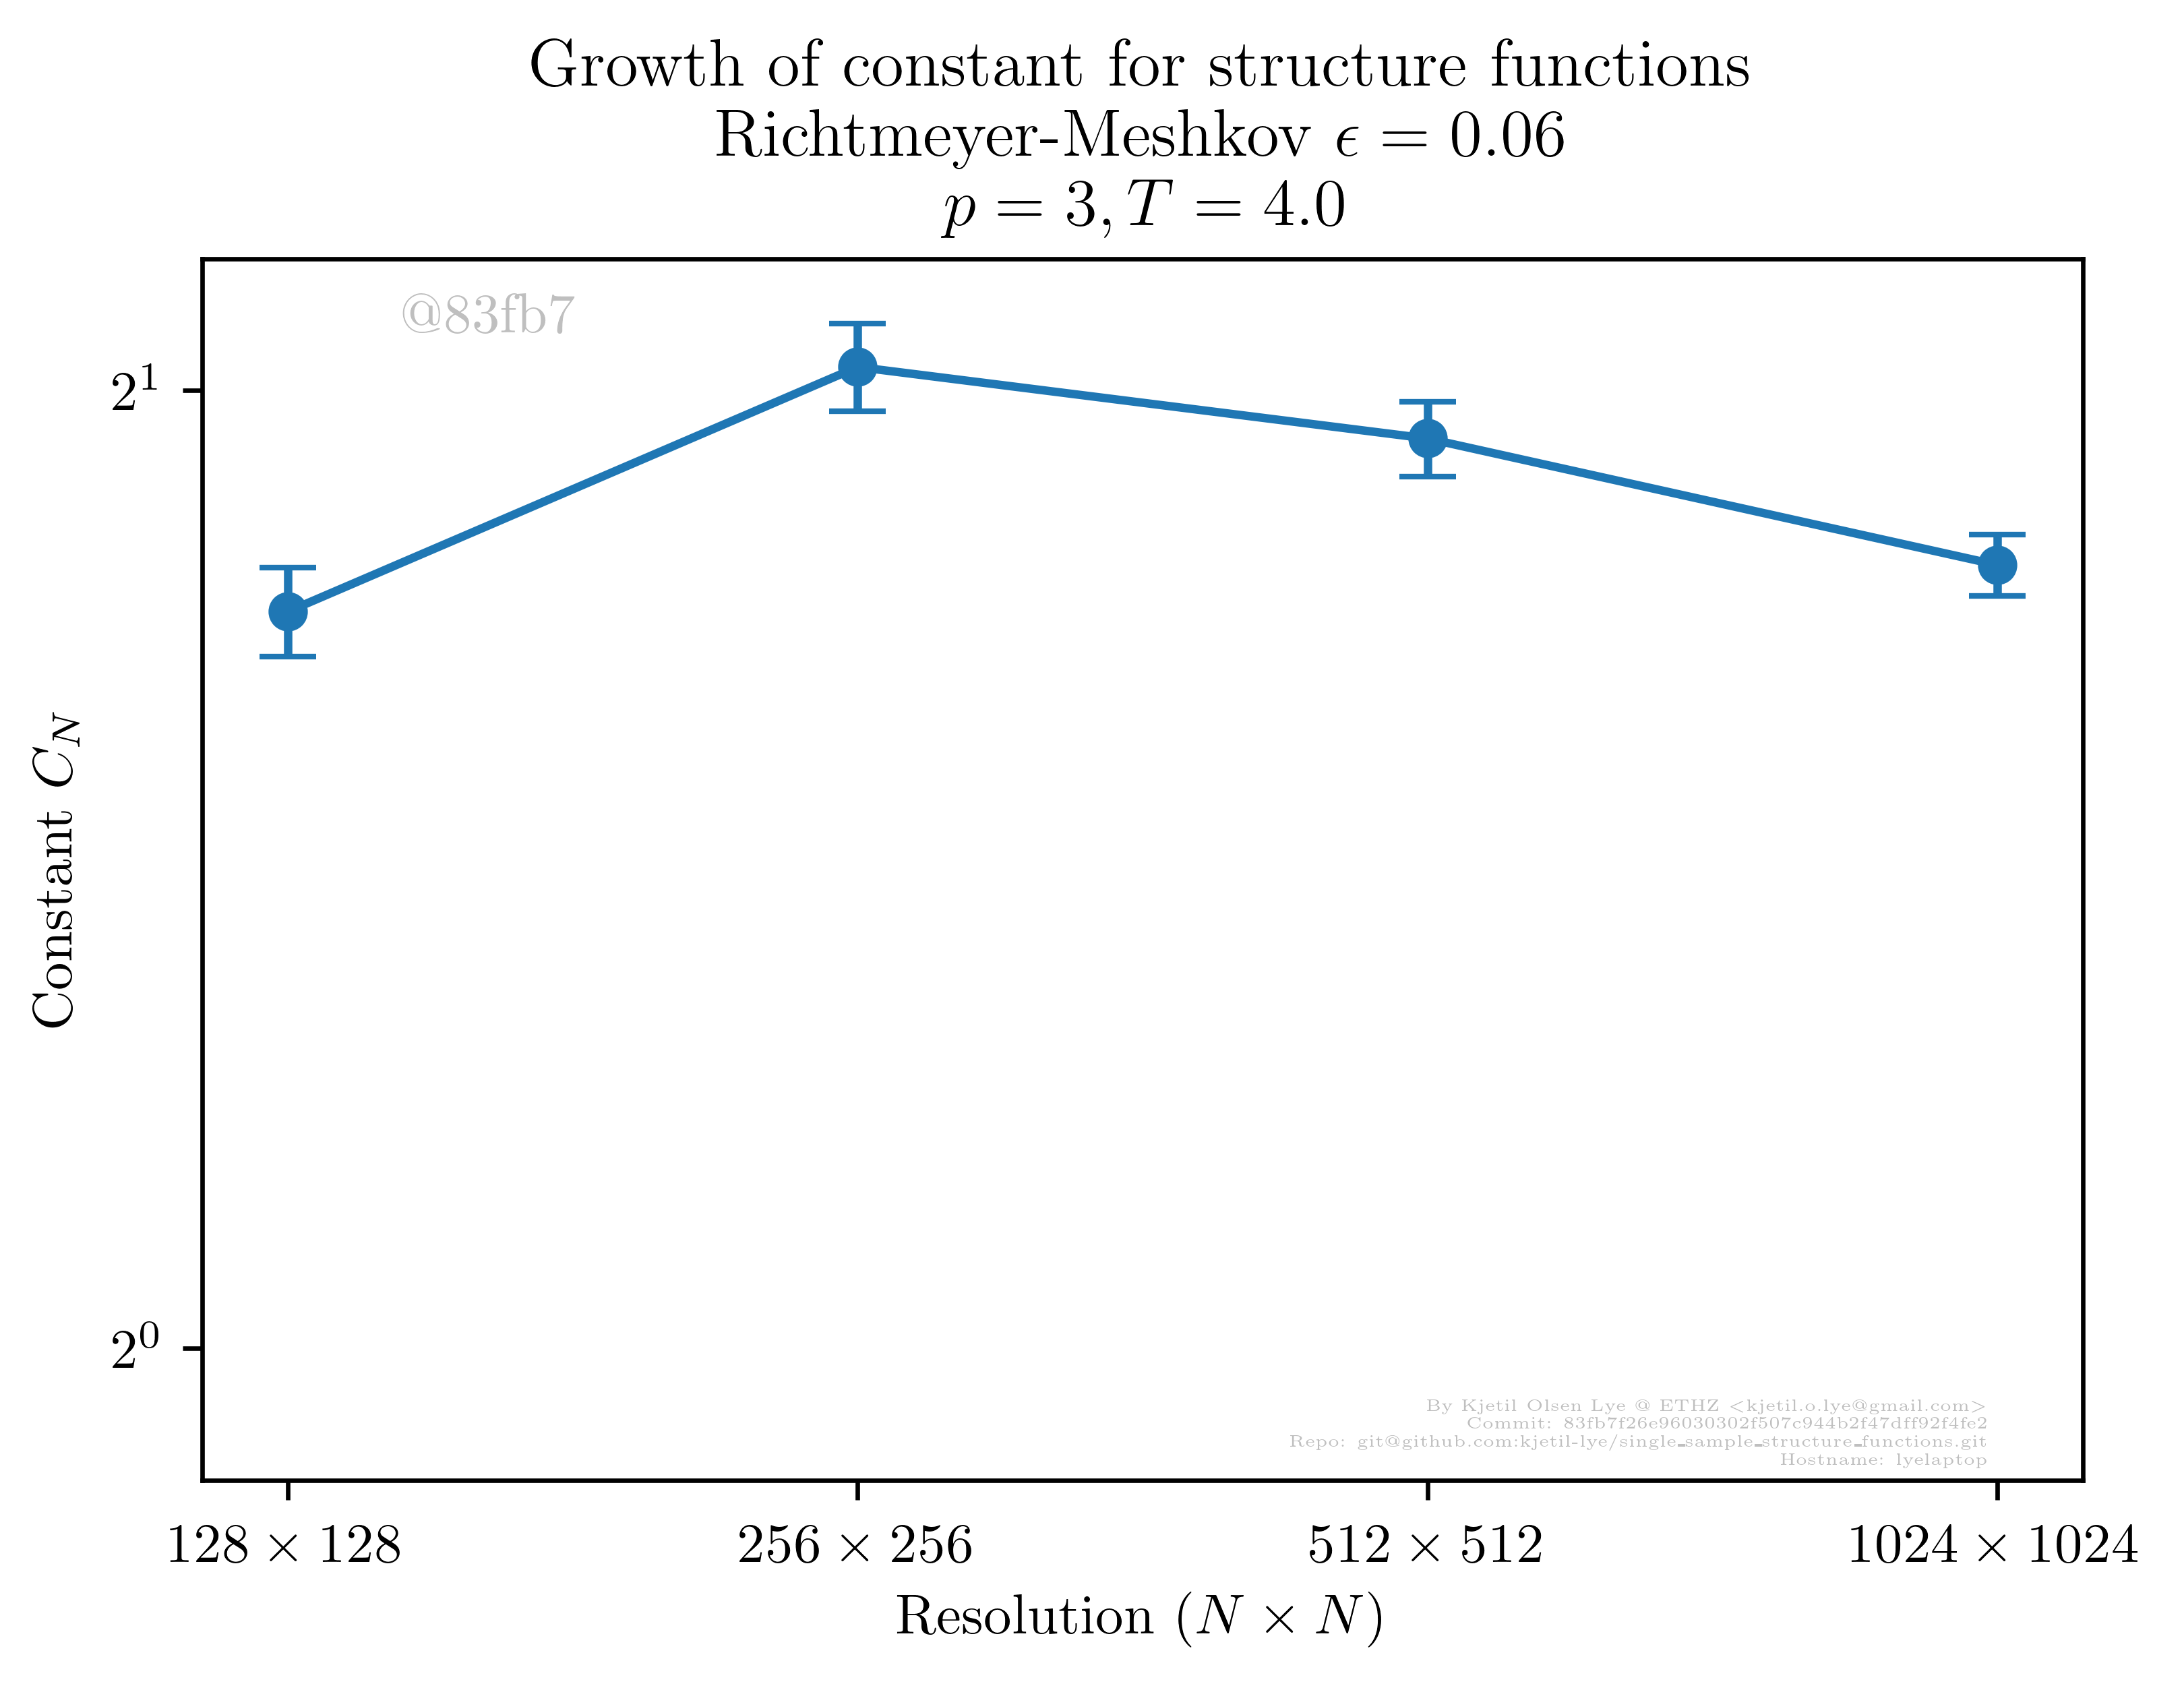 Growth of constant for structure functions
Richtmeyer-Meshkov ϵ = 0.06
p = 3, T = 4.0
@83fb7
2¹
Constant C_N
2⁰
By Kjetil Olsen Lye @ ETHZ <kjetil.o.lye@gmail.com>
Commit: 83fb7f26e96030302f507c944b2f47dff92f4fe2
Repo: git@github.com:kjetil-lye/single_sample_structure_functions.git
Hostname: lyelaptop
128 × 128 256 × 256 512 × 512 1024 × 1024
Resolution (N × N)